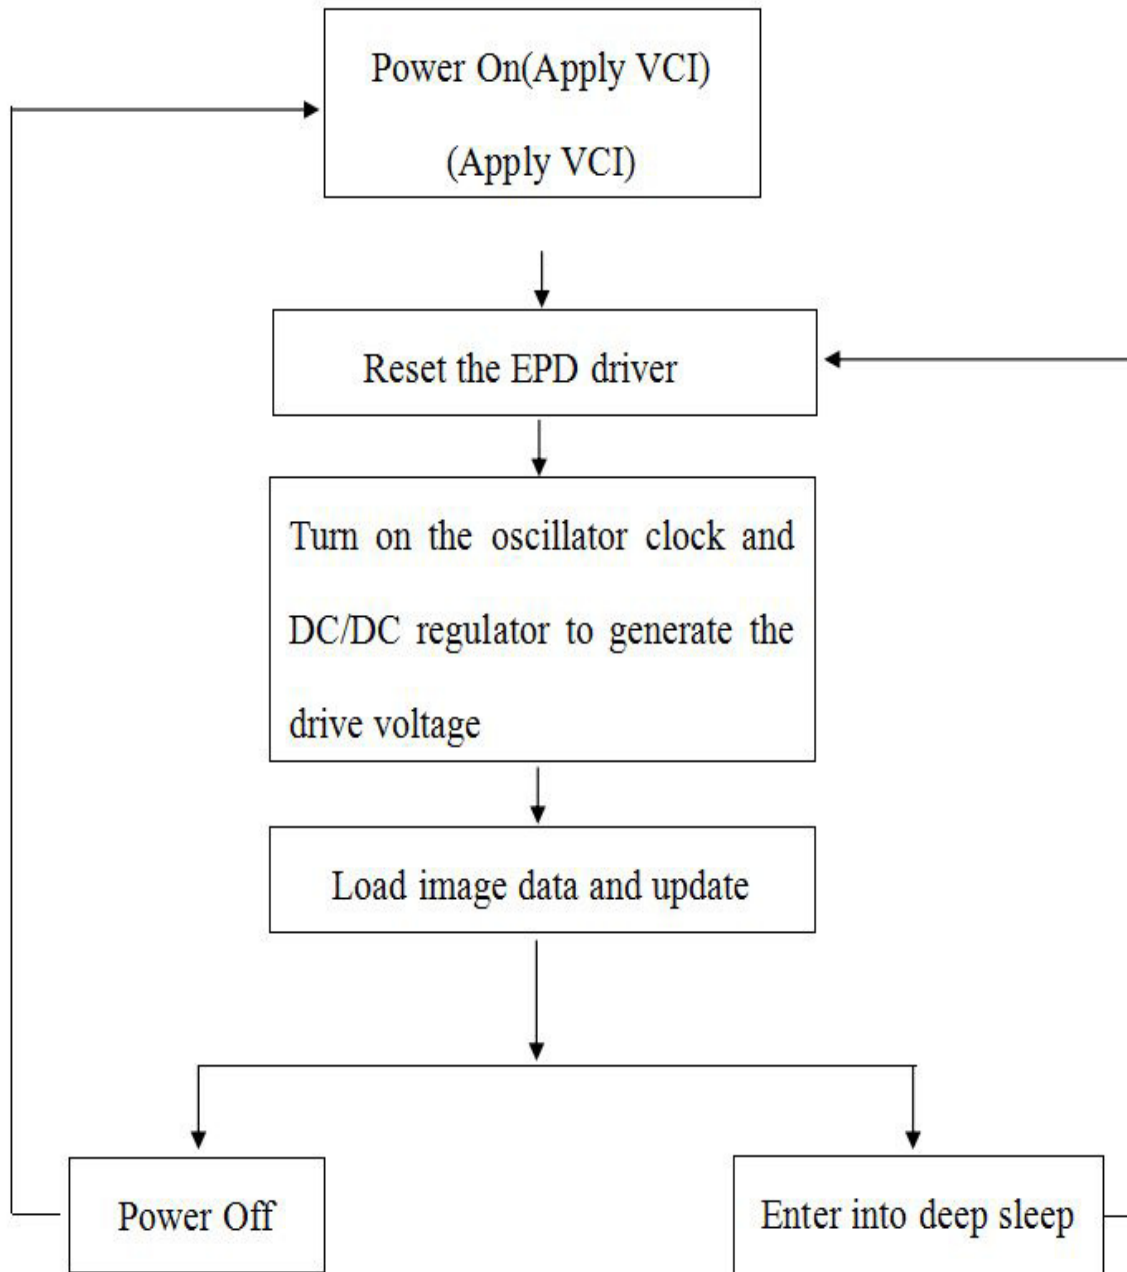 Power On(Apply VCI)
(Apply VCI)
Reset the EPD driver
Turn on the oscillator clock and
DC/DC regulator to generate the
drive voltage
Load image data and update
Power Off
Enter into deep sleep